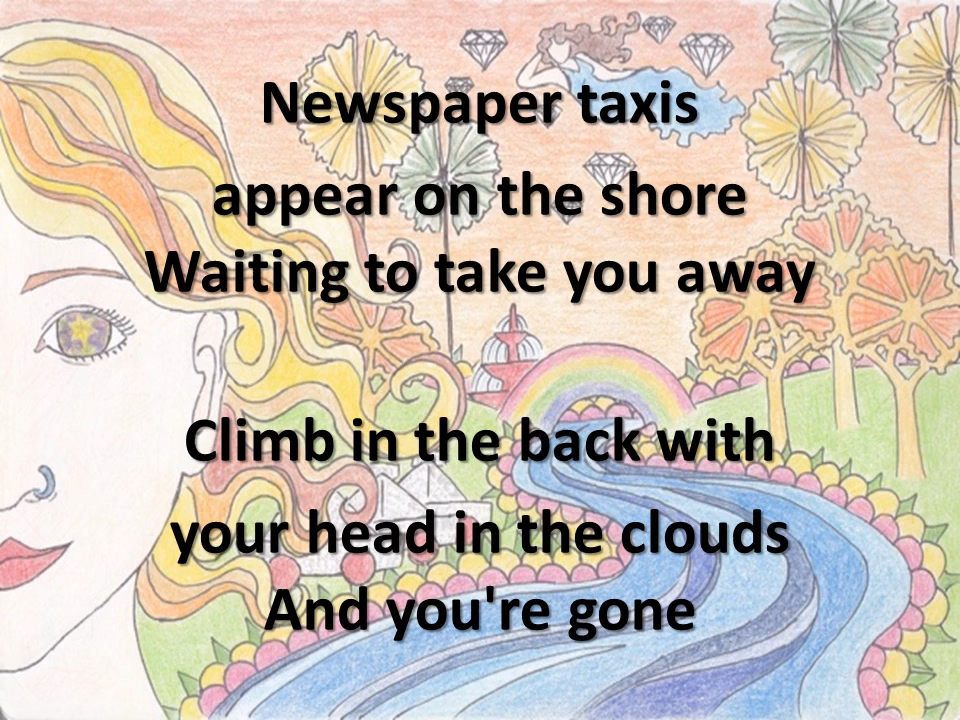 Newspaper taxis
appear on the shore
Waiting to take you away
Climb in the back with
your head in the clouds
And you're gone